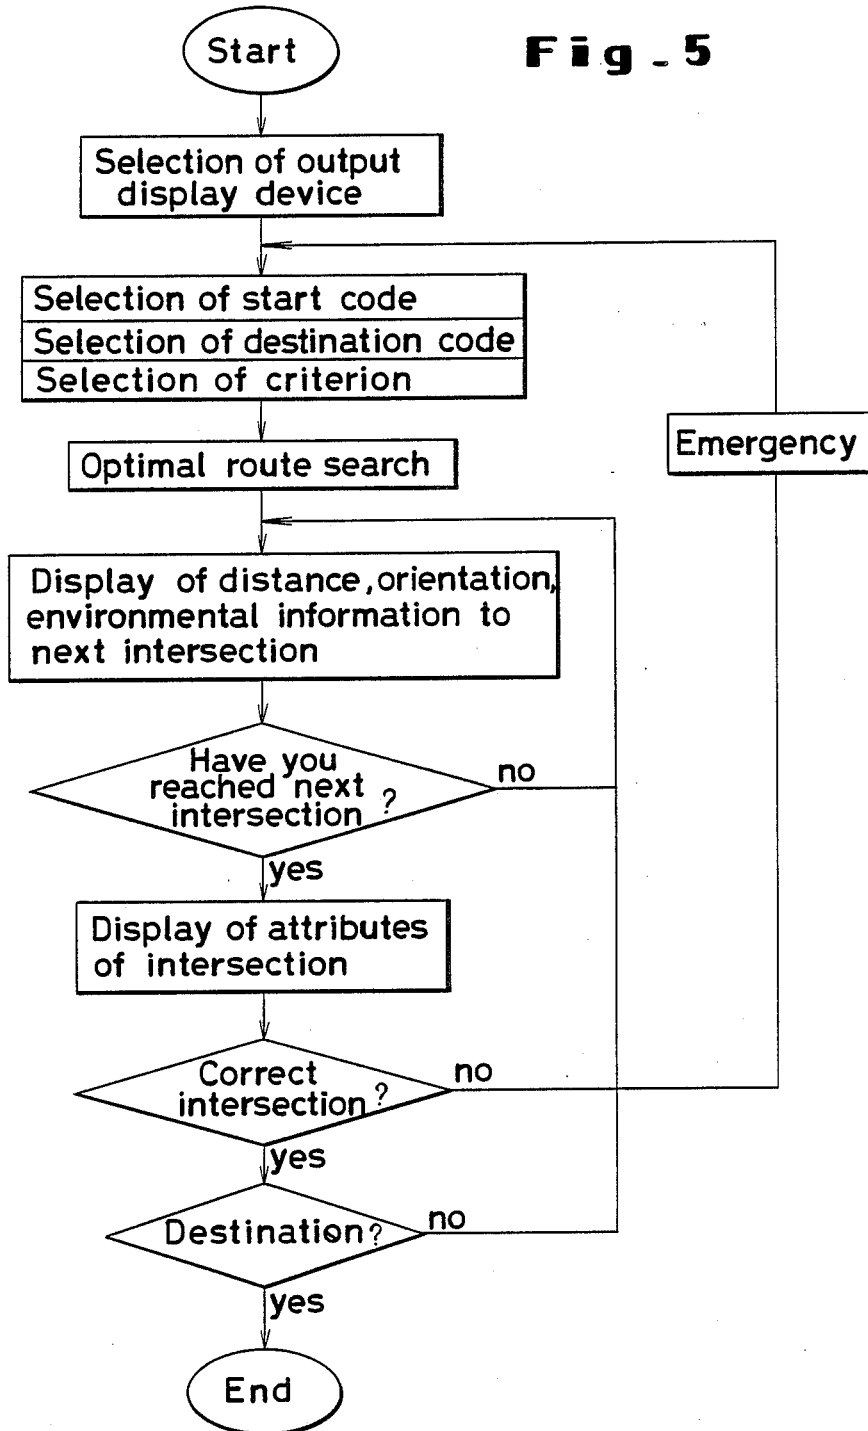 Fig. 5
Start
Selection of output
display device
Selection of start code
Selection of destination code
Selection of criterion
Emergency
Optimal route search
Display of distance, orientation,
environmental information to
next intersection
Have you
reached next
intersection ?
no
yes
Display of attributes
of intersection
Correct
intersection ?
no
yes
Destination ?
no
yes
End